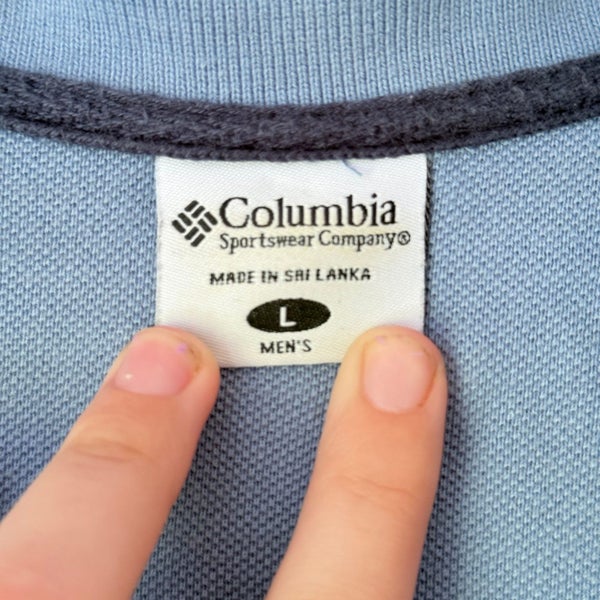 Columbia
Sportswear Company®
MADE IN SRI LANKA
L
MEN'S